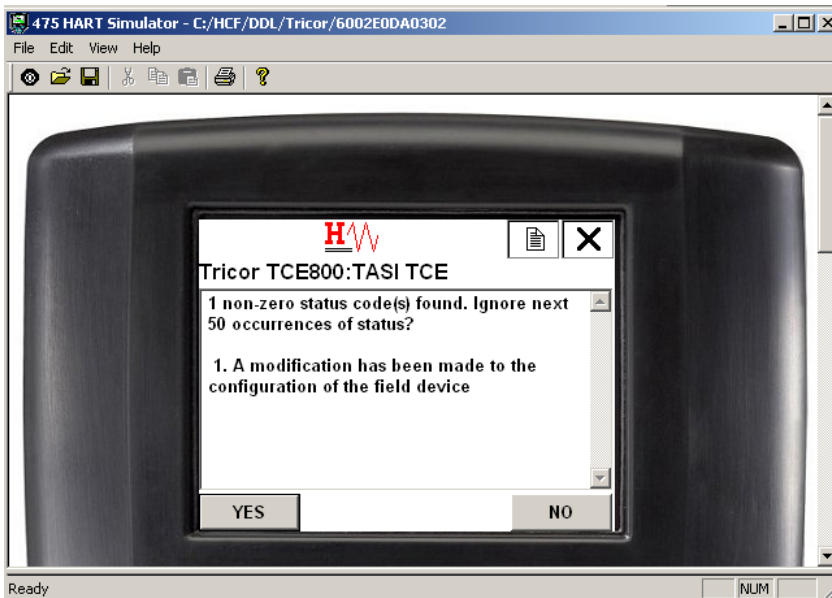 475 HART Simulator - C:/HCF/DDL/Tricor/6002E0DA0302
File Edit View Help
H
Tricor TCE800:TASI TCE
1 non-zero status code(s) found. Ignore next
50 occurrences of status?
1. A modification has been made to the
configuration of the field device
YES NO
Ready NUM